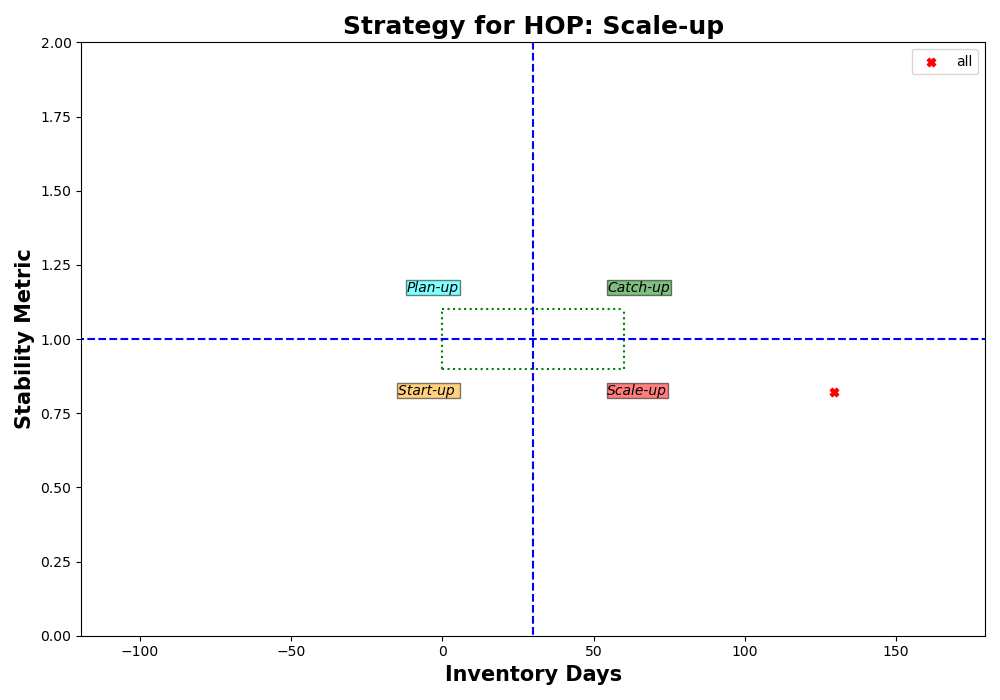 Strategy for HOP: Scale-up
all
2.00
1.75
1.50
1.25
1.00
0.75
0.50
0.25
0.00
Stability Metric
Plan-up
Catch-up
Start-up
Scale-up
−100
−50
0
50
100
150
Inventory Days